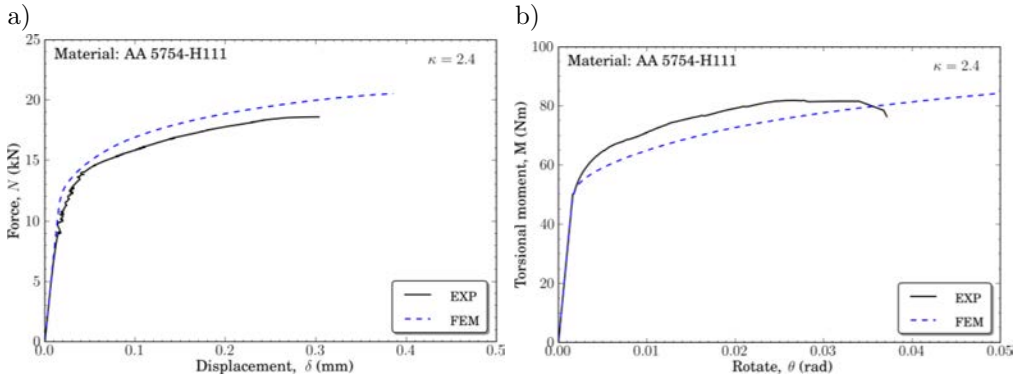 a)
Material: AA 5754-H111
κ = 2.4
25
20
15
10
5
0
Force, N (kN)
EXP
FEM
0.0 0.1 0.2 0.3 0.4 0.5
Displacement, δ (mm)
b)
Material: AA 5754-H111
κ = 2.4
100
80
60
40
20
0
Torsional moment, M (Nm)
EXP
FEM
0.00 0.01 0.02 0.03 0.04 0.05
Rotate, θ (rad)